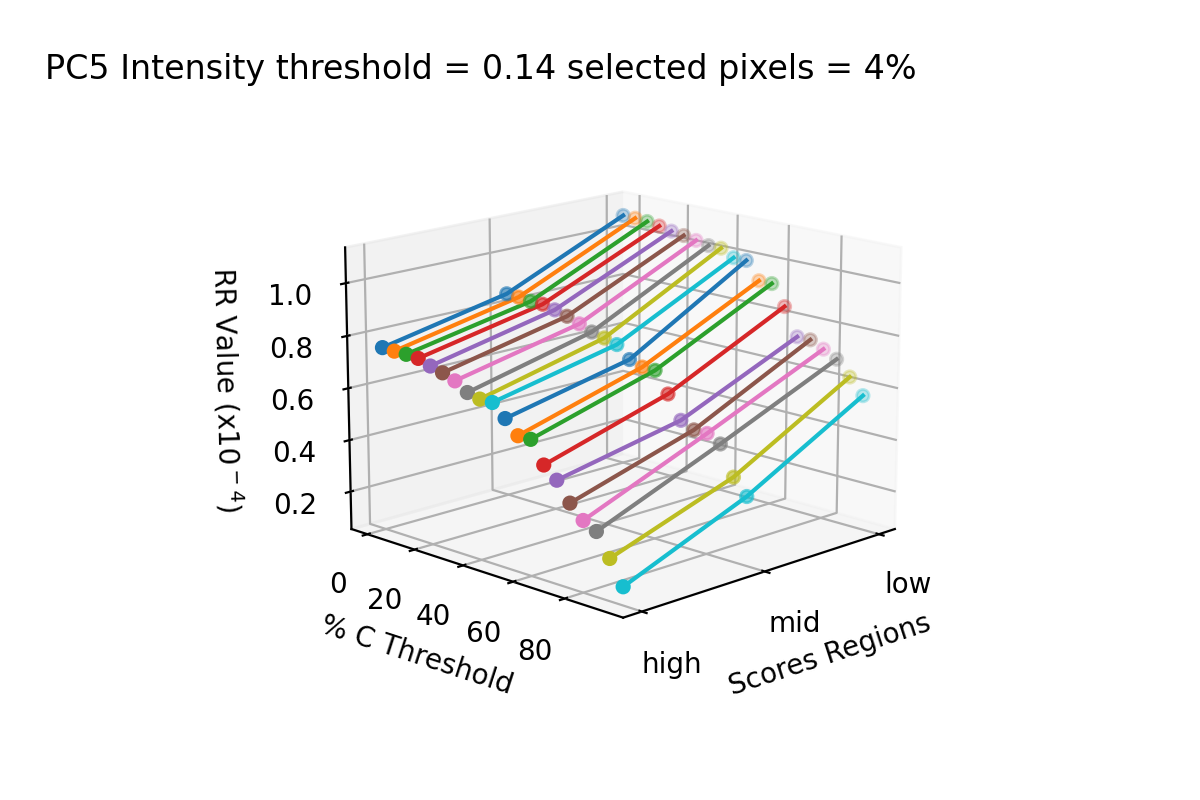 PC5 Intensity threshold = 0.14 selected pixels = 4%
RR Value (x10⁻⁴)
1.0
0.8
0.6
0.4
0.2
0
20
40
60
80
% C Threshold
high
mid
low
Scores Regions